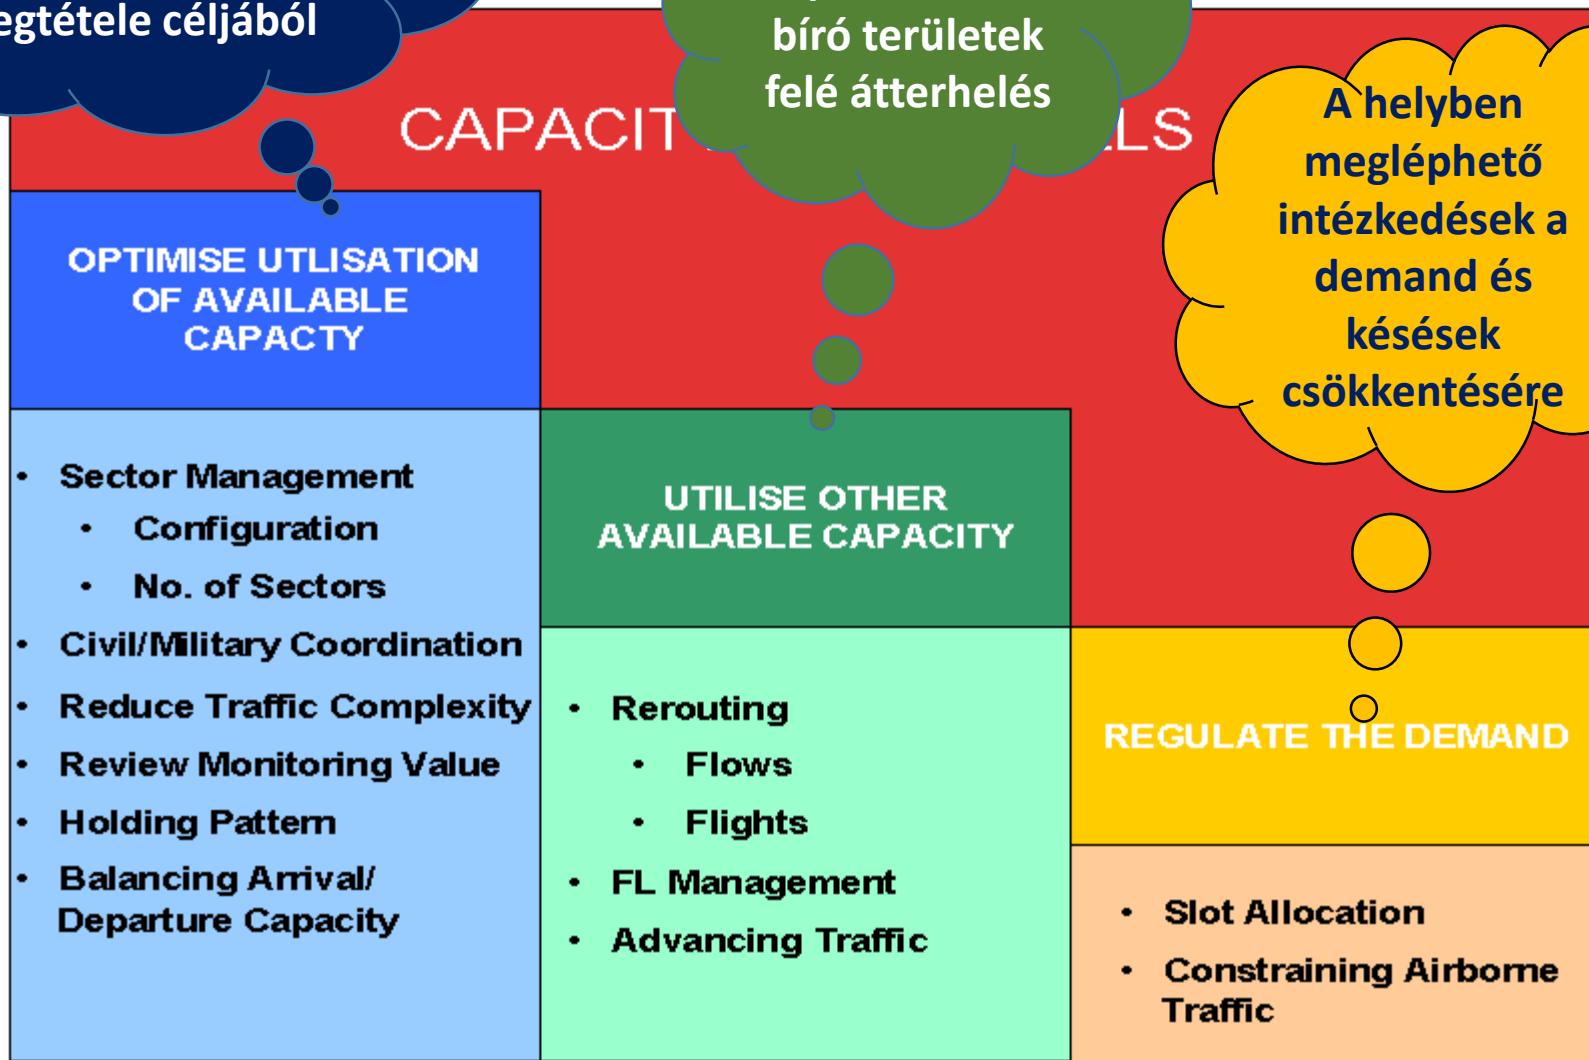 céljából
bíró területek
felé átterhelés
A helyben
megléphető
intézkedések a
demand és
késések
csökkentésére
OPTIMISE UTLISATION
OF AVAILABLE
CAPACTY
• Sector Management
• Configuration
• No. of Sectors
• Civil/Military Coordination
• Reduce Traffic Complexity
• Review Monitoring Value
• Holding Pattern
• Balancing Arrival/
Departure Capacity
UTILISE OTHER
AVAILABLE CAPACITY
• Rerouting
• Flows
• Flights
• FL Management
• Advancing Traffic
REGULATE THE DEMAND
• Slot Allocation
• Constraining Airborne
Traffic